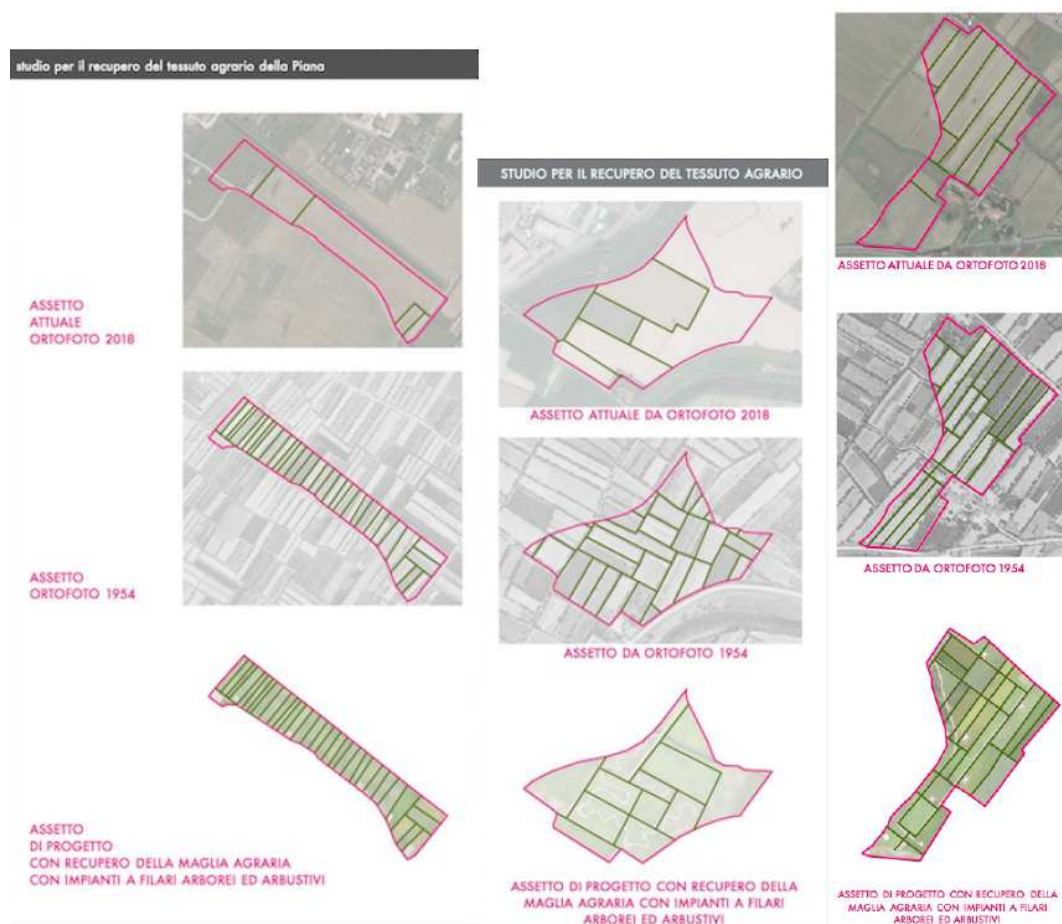 studio per il recupero del tessuto agrario della Piana
ASSETTO
ATTUALE
ORTOFOTO 2018
ASSETTO
ORTOFOTO 1954
ASSETTO
DI PROGETTO
CON RECUPERO DELLA MAGLIA AGRARIA
CON IMPIANTI A FILARI ARBOREI ED ARBUSTIVI
STUDIO PER IL RECUPERO DEL TESSUTO AGRARIO
ASSETTO ATTUALE DA ORTOFOTO 2018
ASSETTO DA ORTOFOTO 1954
ASSETTO DI PROGETTO CON RECUPERO DELLA
MAGLIA AGRARIA CON IMPIANTI A FILARI
ARBOREI ED ARBUSTIVI
ASSETTO ATTUALE DA ORTOFOTO 2018
ASSETTO DA ORTOFOTO 1954
ASSETTO DI PROGETTO CON RECUPERO DELLA
MAGLIA AGRARIA CON IMPIANTI A FILARI
ARBOREI ED ARBUSTIVI